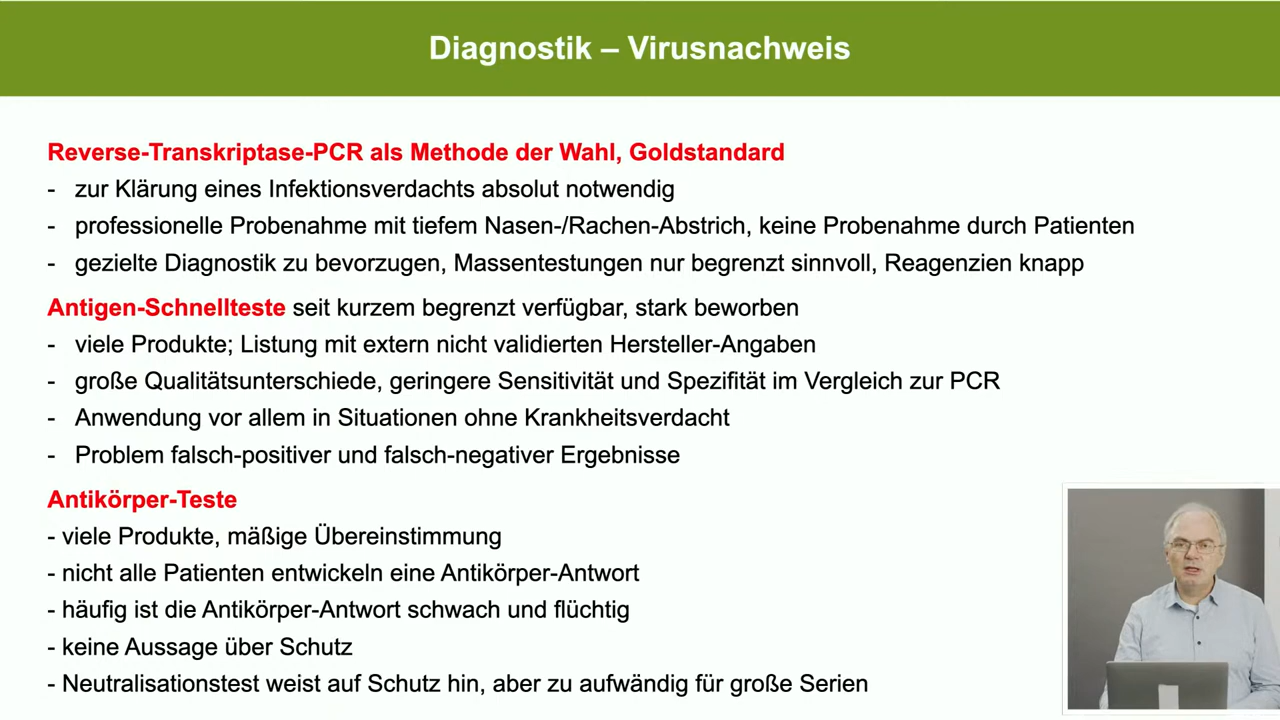 Diagnostik – Virusnachweis
Reverse-Transkriptase-PCR als Methode der Wahl, Goldstandard
- zur Klärung eines Infektionsverdachts absolut notwendig
- professionelle Probenahme mit tiefem Nasen-/Rachen-Abstrich, keine Probenahme durch Patienten
- gezielte Diagnostik zu bevorzugen, Massentestungen nur begrenzt sinnvoll, Reagenzien knapp
Antigen-Schnellteste seit kurzem begrenzt verfügbar, stark beworben
- viele Produkte; Listung mit extern nicht validierten Hersteller-Angaben
- große Qualitätsunterschiede, geringere Sensitivität und Spezifität im Vergleich zur PCR
- Anwendung vor allem in Situationen ohne Krankheitsverdacht
- Problem falsch-positiver und falsch-negativer Ergebnisse
Antikörper-Teste
- viele Produkte, mäßige Übereinstimmung
- nicht alle Patienten entwickeln eine Antikörper-Antwort
- häufig ist die Antikörper-Antwort schwach und flüchtig
- keine Aussage über Schutz
- Neutralisationstest weist auf Schutz hin, aber zu aufwändig für große Serien